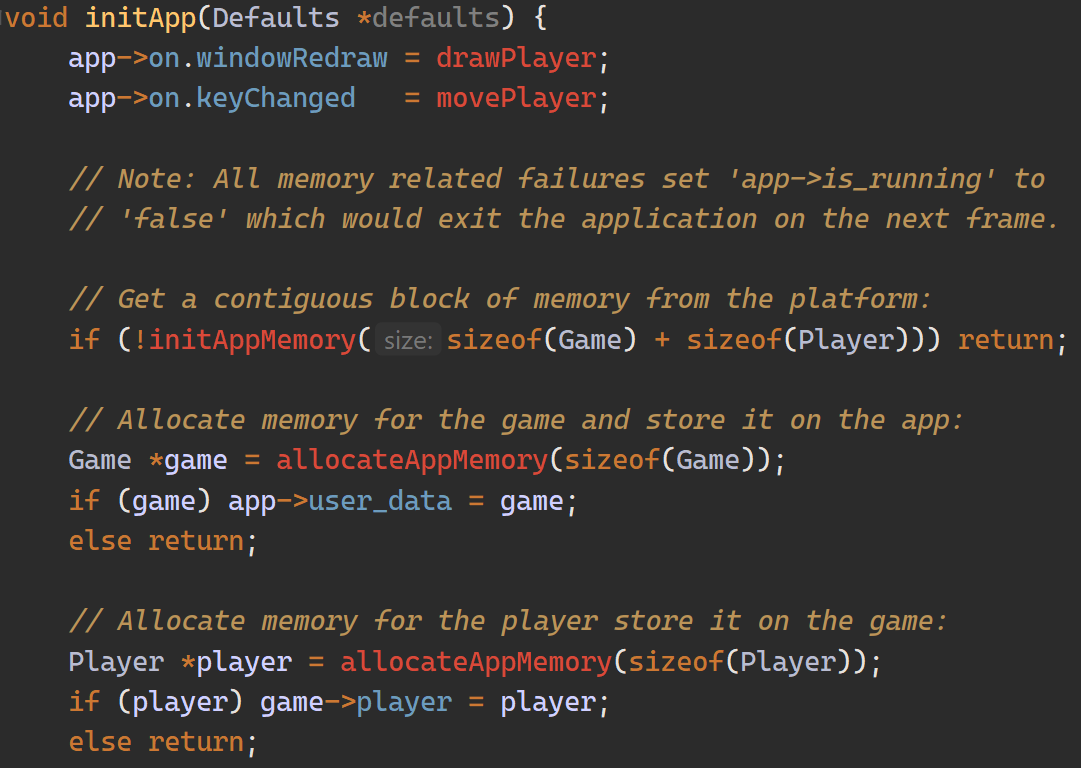 void initApp(Defaults *defaults) {
    app->on.windowRedraw = drawPlayer;
    app->on.keyChanged   = movePlayer;

    // Note: All memory related failures set 'app->is_running' to
    // 'false' which would exit the application on the next frame.

    // Get a contiguous block of memory from the platform:
    if (!initAppMemory( size: sizeof(Game) + sizeof(Player))) return;

    // Allocate memory for the game and store it on the app:
    Game *game = allocateAppMemory(sizeof(Game));
    if (game) app->user_data = game;
    else return;

    // Allocate memory for the player store it on the game:
    Player *player = allocateAppMemory(sizeof(Player));
    if (player) game->player = player;
    else return;